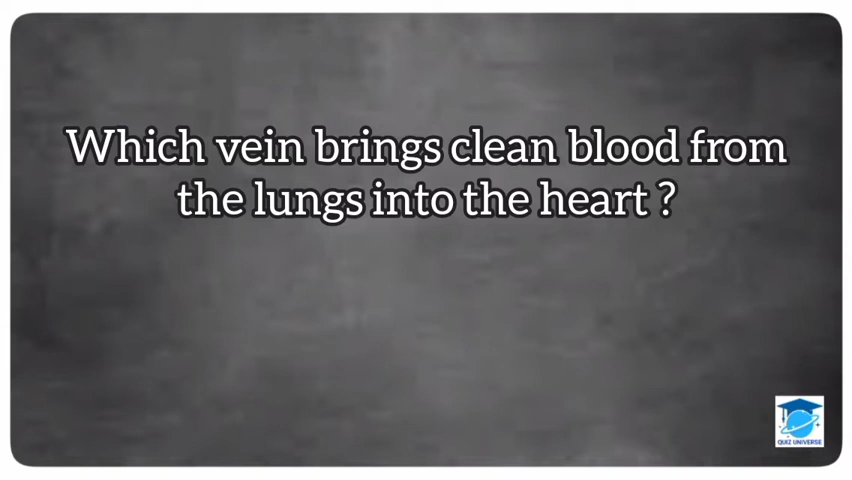 Which vein brings clean blood from
the lungs into the heart ?
QUIZ UNIVERSE